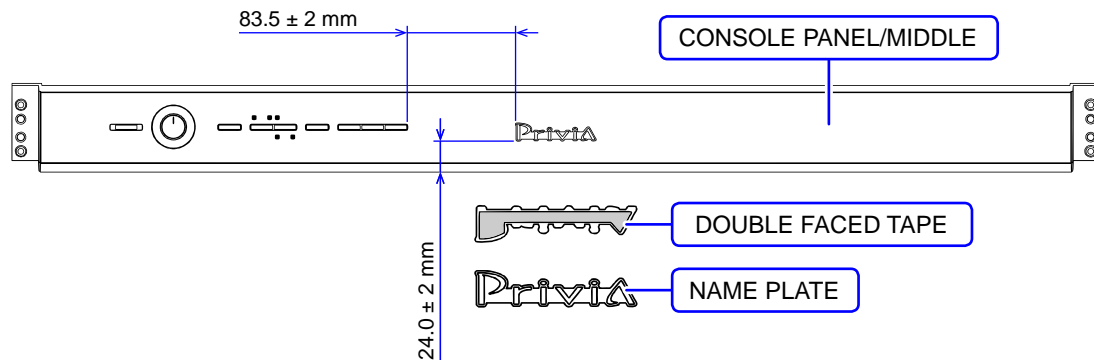 83.5 ± 2 mm
CONSOLE PANEL/MIDDLE
Privia
24.0 ± 2 mm
DOUBLE FACED TAPE
Privia
NAME PLATE